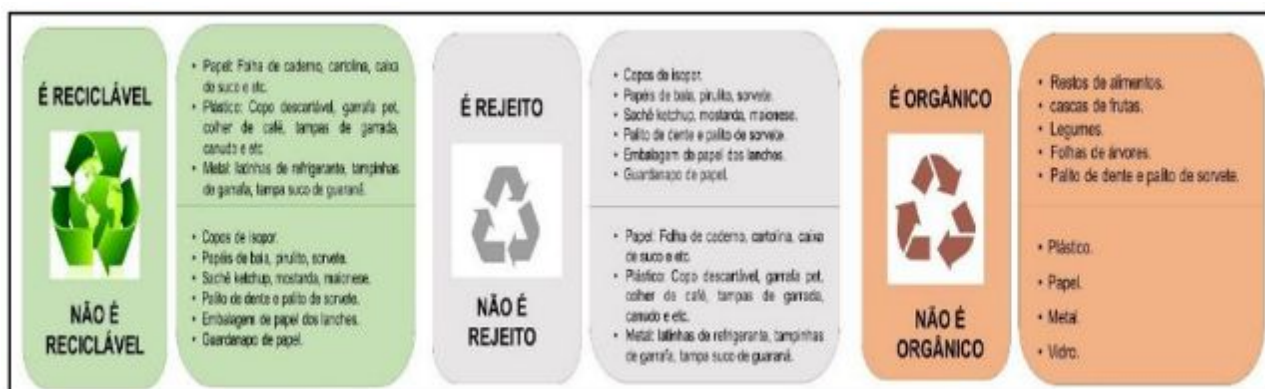 É RECICLÁVEL
NÃO É
RECICLÁVEL
• Papel: Folha de caderno, cartolina, caixa
de suco e etc.
• Plástico: Copo descartável, garrafa pet,
colher de café, tampas de garrada,
canudo e etc
• Metal: latinhas de refrigerante, tampinhas
de garrafa, tampa suco de guaraná.
• Copos de isopor.
• Papéis de bala, pirulito, sorvete.
• Sachê ketchup, mostarda, maionese.
• Palito de dente e palito de sorvete.
• Embalagem de papel dos lanches.
• Guardanapo de papel.
É REJEITO
NÃO É
REJEITO
• Copos de isopor.
• Papéis de bala, pirulito, sorvete.
• Sachê ketchup, mostarda, maionese.
• Palito de dente e palito de sorvete.
• Embalagem de papel dos lanches.
• Guardanapo de papel.
• Papel: Folha de caderno, cartolina, caixa
de suco e etc.
• Plástico: Copo descartável, garrafa pet,
colher de café, tampas de garrada,
canudo e etc.
• Metal: latinhas de refrigerante, tampinhas
de garrafa, tampa suco de guaraná.
É ORGÂNICO
NÃO É
ORGÂNICO
• Restos de alimentos.
• cascas de frutas.
• Legumes.
• Folhas de árvores.
• Palito de dente e palito de sorvete.
• Plástico.
• Papel.
• Metal.
• Vidro.